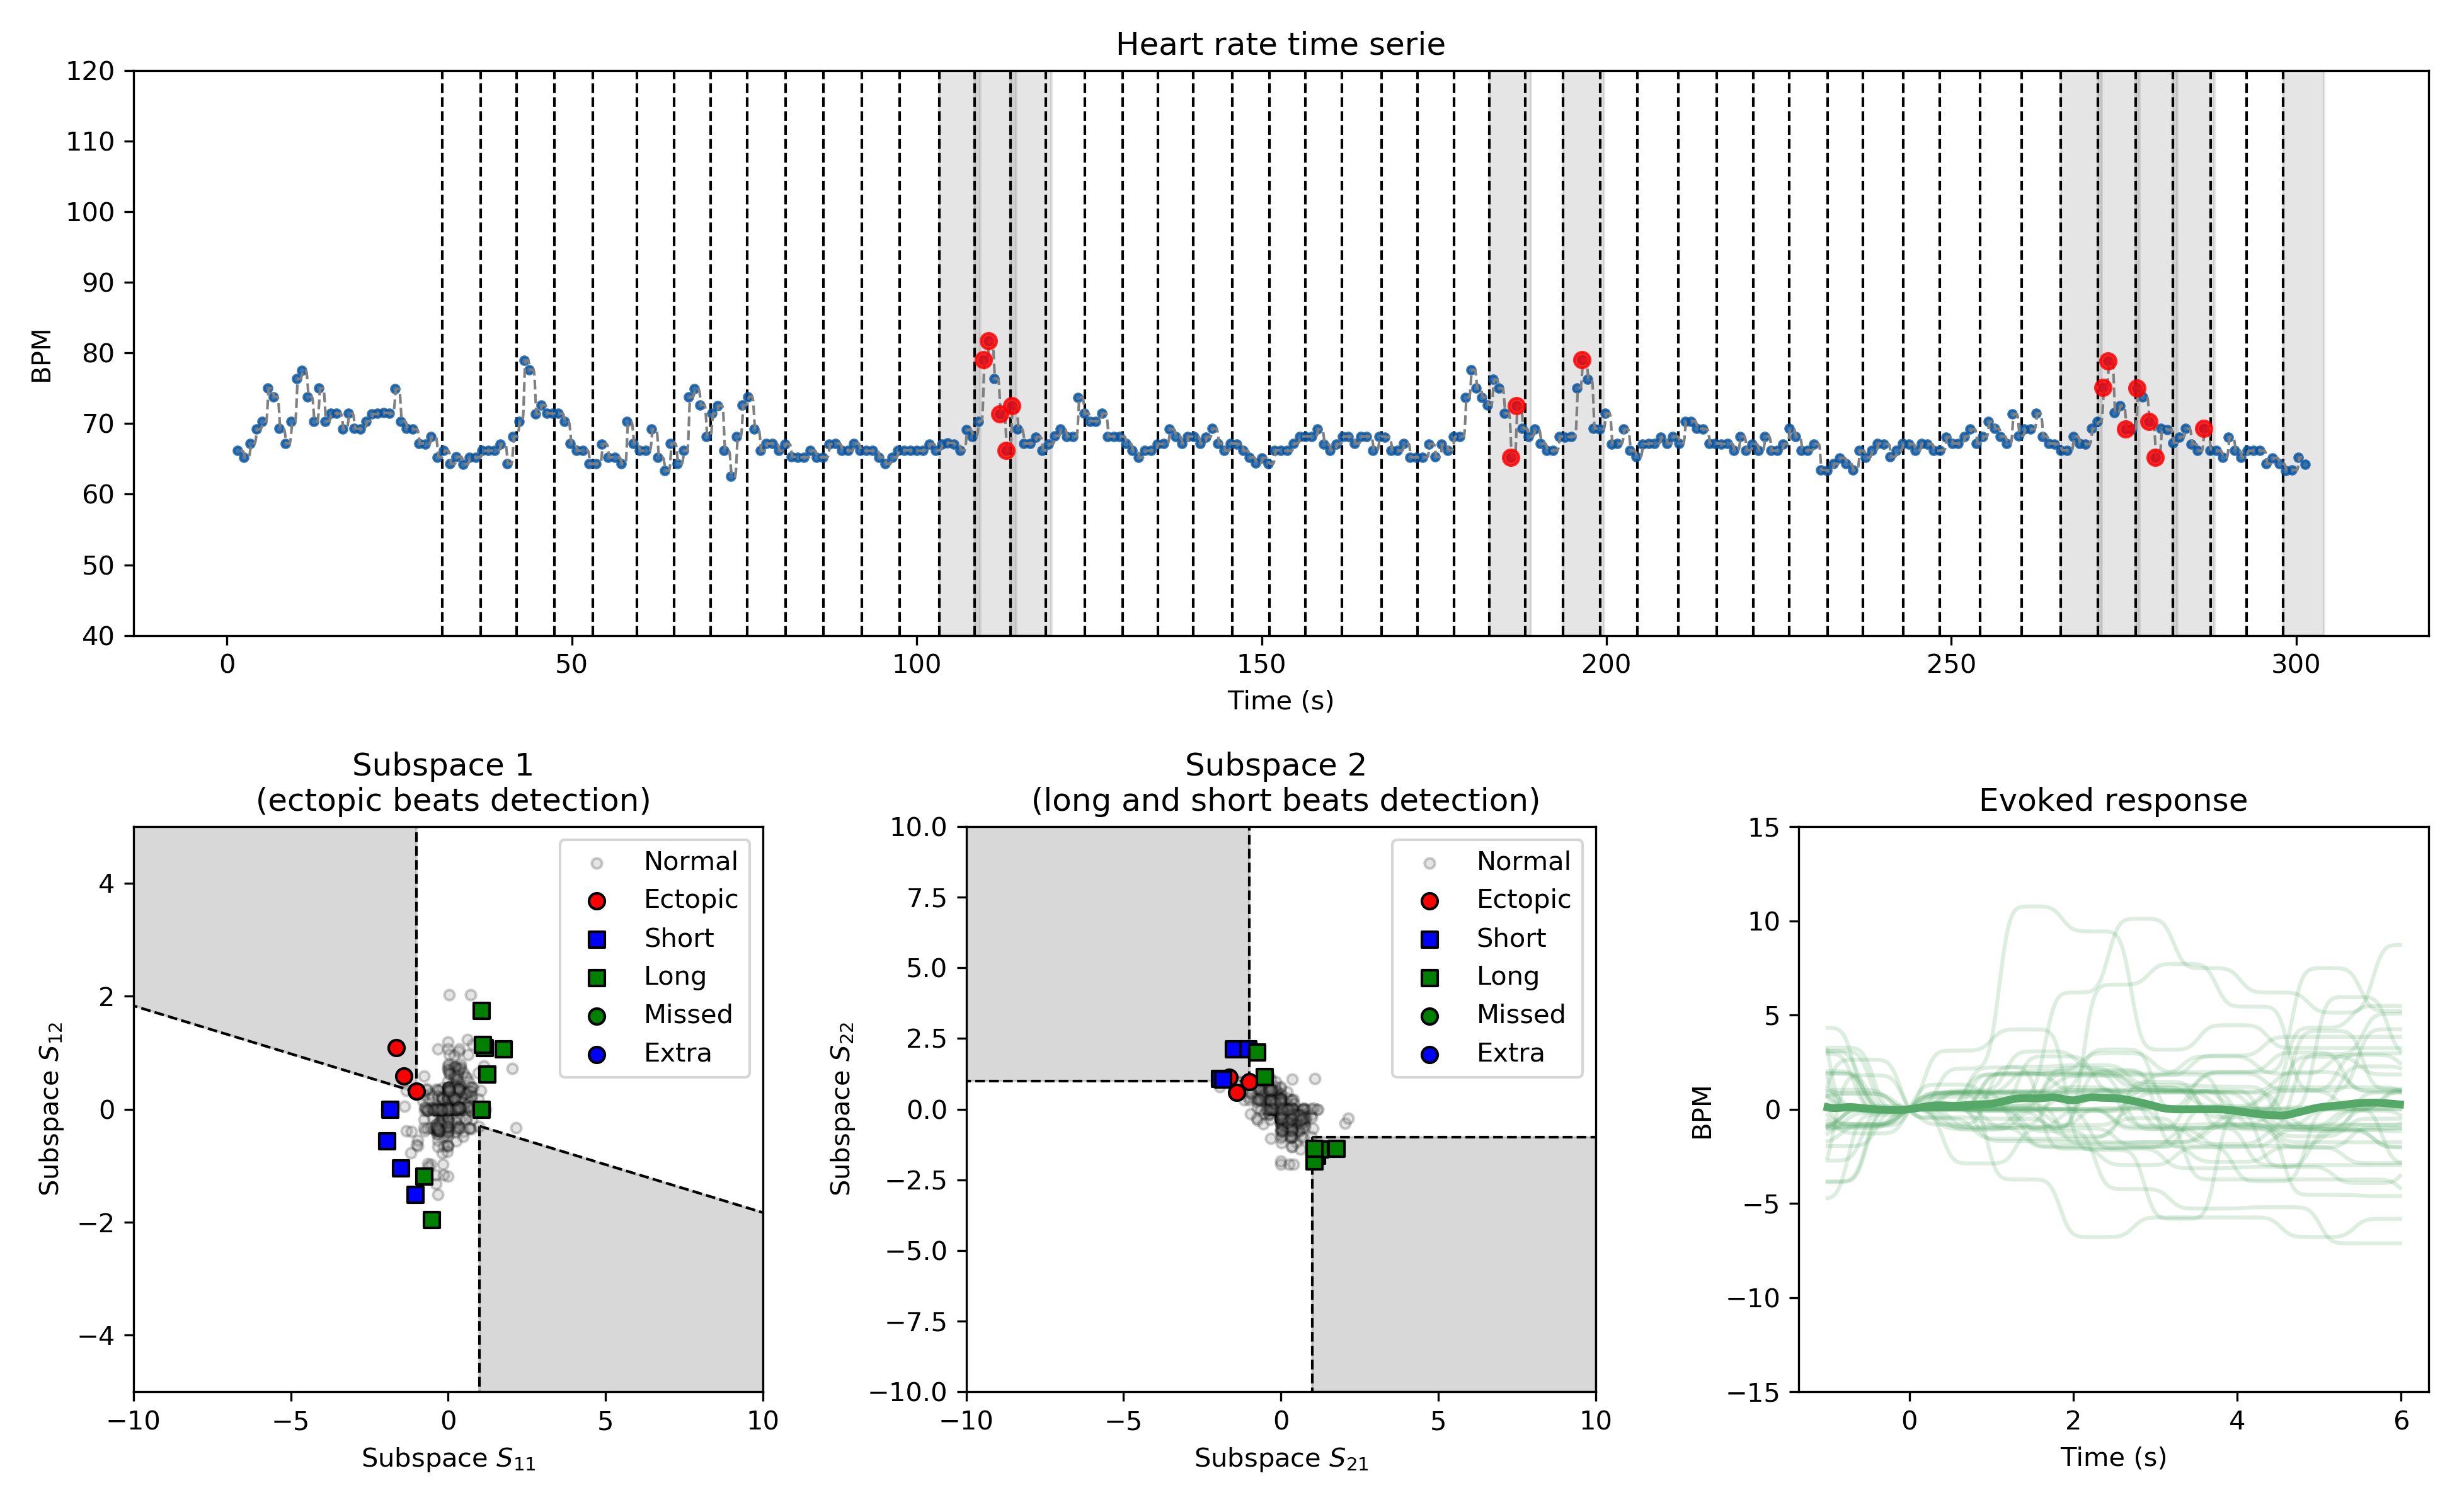 Heart rate time serie
120
110
100
90
80
70
60
50
40
BPM
0 50 100 150 200 250 300
Time (s)
Subspace 1
(ectopic beats detection)
4
2
0
−2
−4
Subspace S12
Normal
Ectopic
Short
Long
Missed
Extra
−10 −5 0 5 10
Subspace S11
Subspace 2
(long and short beats detection)
10.0
7.5
5.0
2.5
0.0
−2.5
−5.0
−7.5
−10.0
Subspace S22
Normal
Ectopic
Short
Long
Missed
Extra
−10 −5 0 5 10
Subspace S21
Evoked response
15
10
5
0
−5
−10
−15
BPM
0 2 4 6
Time (s)